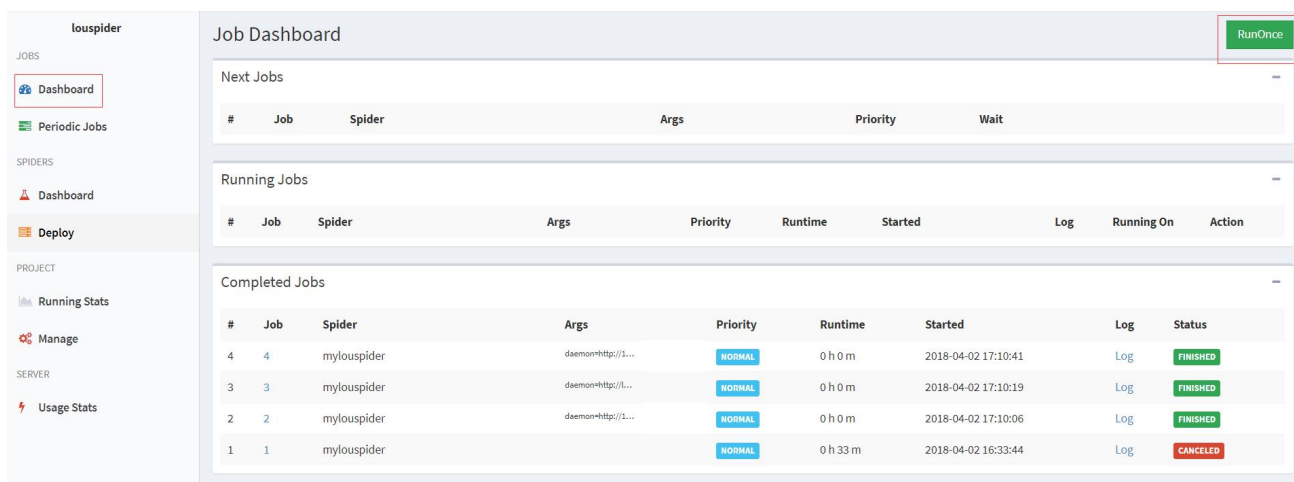 louspider
JOBS
Dashboard
Periodic Jobs
SPIDERS
Dashboard
Deploy
PROJECT
Running Stats
Manage
SERVER
Usage Stats
Job Dashboard
RunOnce
Next Jobs
# Job Spider Args Priority Wait
Running Jobs
# Job Spider Args Priority Runtime Started Log Running On Action
Completed Jobs
# Job Spider Args Priority Runtime Started Log Status
4 4 mylouspider daemon=http://1... NORMAL 0 h 0 m 2018-04-02 17:10:41 Log FINISHED
3 3 mylouspider daemon=http://l... NORMAL 0 h 0 m 2018-04-02 17:10:19 Log FINISHED
2 2 mylouspider daemon=http://1... NORMAL 0 h 0 m 2018-04-02 17:10:06 Log FINISHED
1 1 mylouspider NORMAL 0 h 33 m 2018-04-02 16:33:44 Log CANCELED